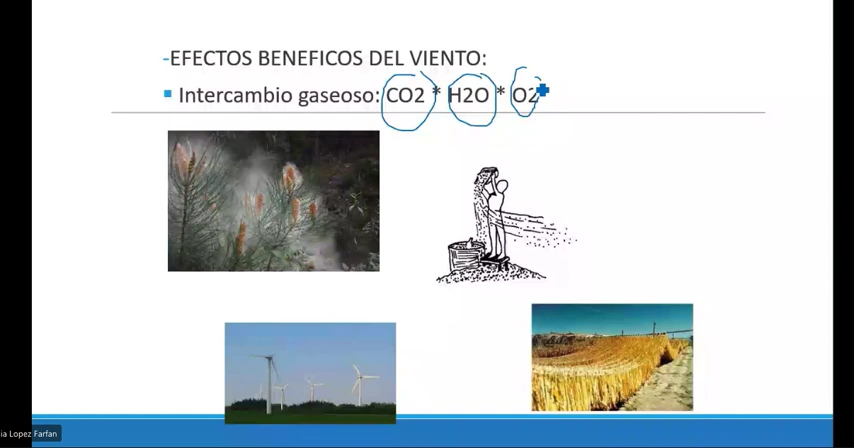 -EFECTOS BENEFICOS DEL VIENTO:
▪ Intercambio gaseoso: CO2 * H2O * O2
ia Lopez Farfan